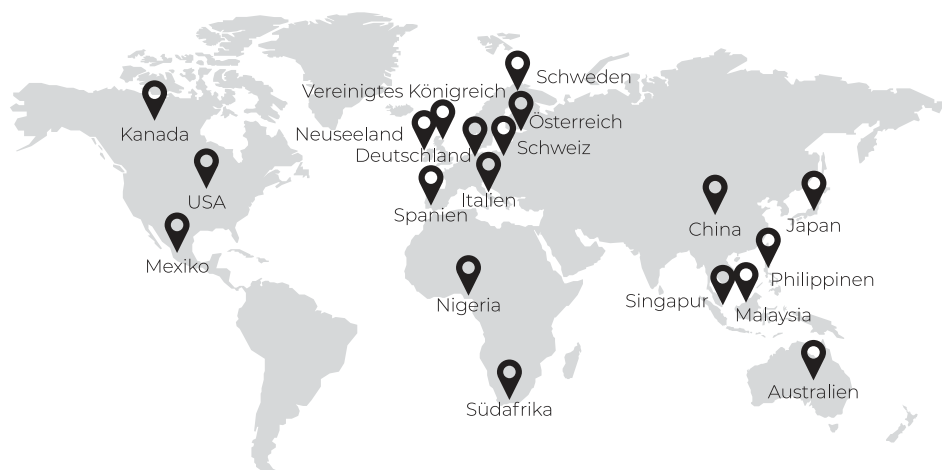 Schweden
Vereinigtes Königreich
Österreich
Kanada
Neuseeland
Schweiz
Deutschland
USA
Italien
Spanien
China
Japan
Mexiko
Philippinen
Nigeria
Singapur
Malaysia
Australien
Südafrika